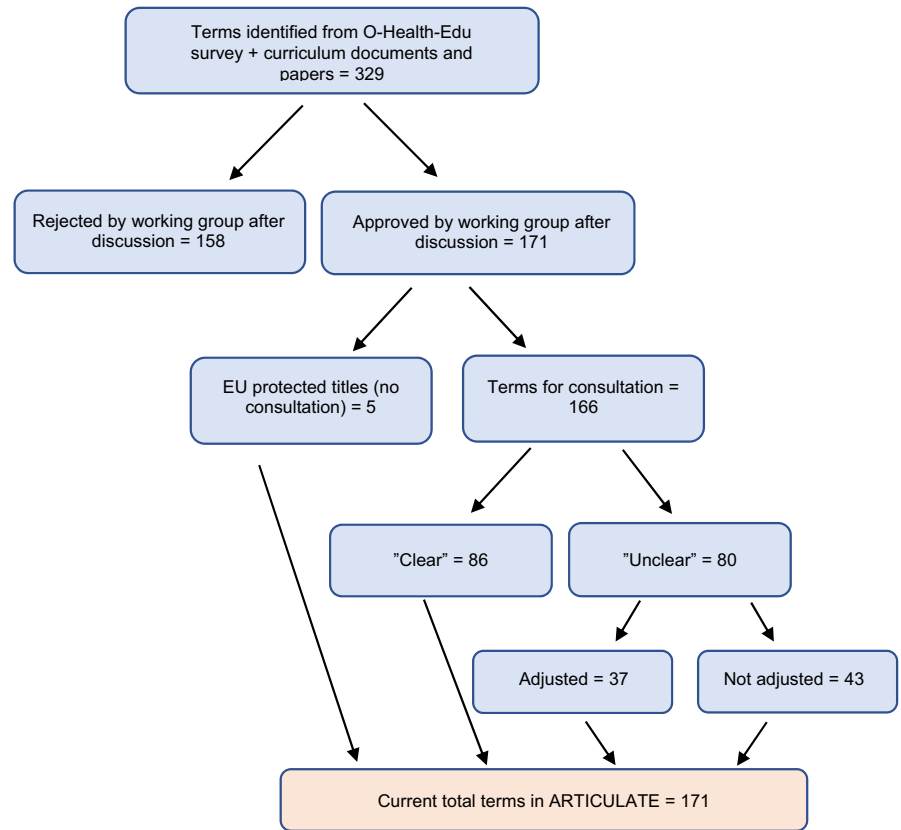 Terms identified from O-Health-Edu
survey + curriculum documents and
papers = 329
Rejected by working group after
discussion = 158
Approved by working group after
discussion = 171
EU protected titles (no
consultation) = 5
Terms for consultation =
166
”Clear” = 86
”Unclear” = 80
Adjusted = 37
Not adjusted = 43
Current total terms in ARTICULATE = 171